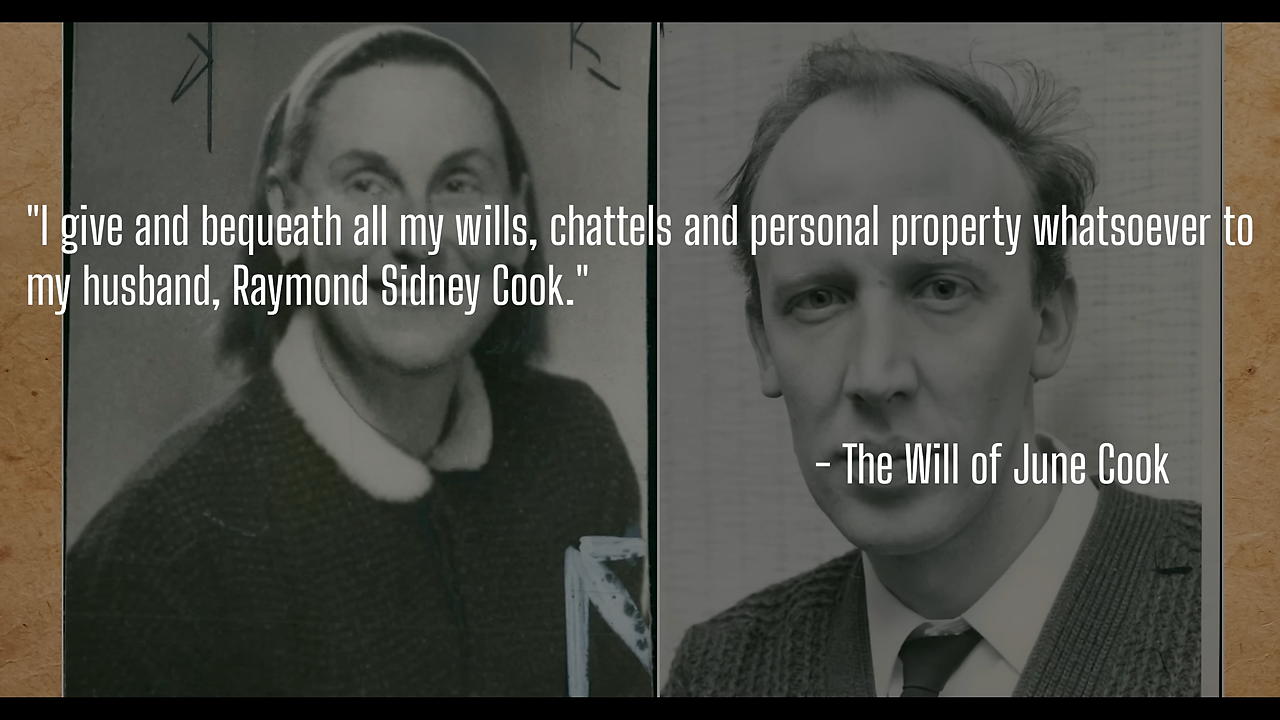 "I give and bequeath all my wills, chattels and personal property whatsoever to
my husband, Raymond Sidney Cook."
- The Will of June Cook